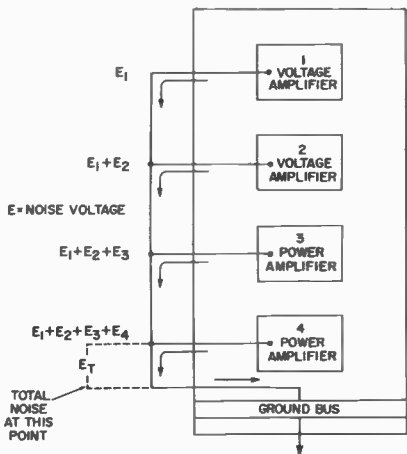 1
VOLTAGE
AMPLIFIER
E₁
2
VOLTAGE
AMPLIFIER
E₁+E₂
E=NOISE VOLTAGE
3
POWER
AMPLIFIER
E₁+E₂+E₃
4
POWER
AMPLIFIER
E₁+E₂+E₃+E₄
E_T
TOTAL
NOISE
AT THIS
POINT
GROUND BUS